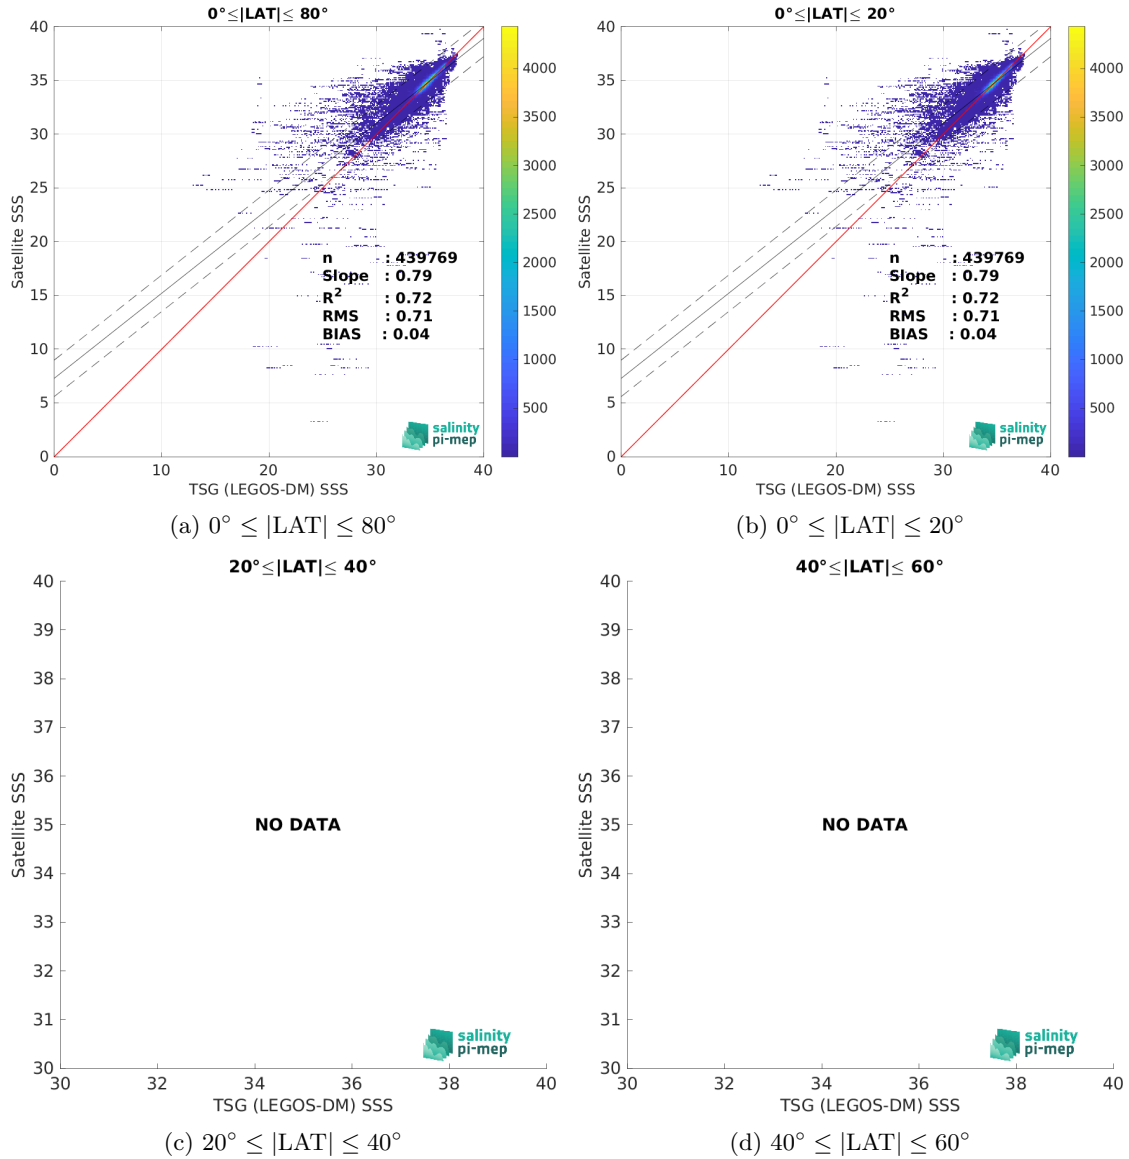 0°≤|LAT|≤ 80°
40
35
30
25
20
15
10
5
0
Satellite SSS
0
10
20
30
40
TSG (LEGOS-DM) SSS
n : 439769
Slope : 0.79
R2 : 0.72
RMS : 0.71
BIAS : 0.04
salinity
pi-mep
4000
3500
3000
2500
2000
1500
1000
500
(a) 0° ≤ |LAT| ≤ 80°
0°≤|LAT|≤ 20°
40
35
30
25
20
15
10
5
0
Satellite SSS
0
10
20
30
40
TSG (LEGOS-DM) SSS
n : 439769
Slope : 0.79
R2 : 0.72
RMS : 0.71
BIAS : 0.04
salinity
pi-mep
4000
3500
3000
2500
2000
1500
1000
500
(b) 0° ≤ |LAT| ≤ 20°
20°≤|LAT|≤ 40°
40
39
38
37
36
35
34
33
32
31
30
Satellite SSS
NO DATA
salinity
pi-mep
30
32
34
36
38
40
TSG (LEGOS-DM) SSS
(c) 20° ≤ |LAT| ≤ 40°
40°≤|LAT|≤ 60°
40
39
38
37
36
35
34
33
32
31
30
Satellite SSS
NO DATA
salinity
pi-mep
30
32
34
36
38
40
TSG (LEGOS-DM) SSS
(d) 40° ≤ |LAT| ≤ 60°